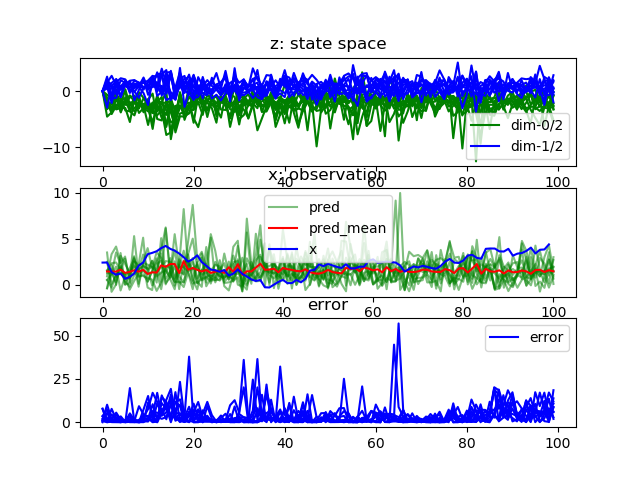 z: state space
0
−10
dim-0/2
dim-1/2
0 20 40 60 80 100
x: observation
10
5
0
pred
pred_mean
x
0 20 40 60 80 100
error
50
25
0
error
0 20 40 60 80 100